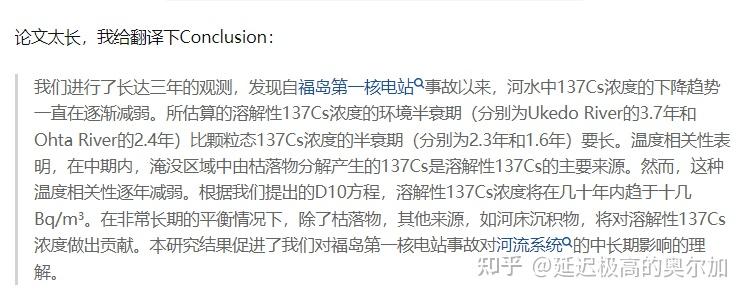 论文太长，我给翻译下Conclusion：
我们进行了长达三年的观测，发现自福岛第一核电站事故以来，河水中137Cs浓度的下降趋势
一直在逐渐减弱。所估算的溶解性137Cs浓度的环境半衰期（分别为Ukedo River的3.7年和
Ohta River的2.4年）比颗粒态137Cs浓度的半衰期（分别为2.3年和1.6年）要长。温度相关性表
明，在中期内，淹没区域中由枯落物分解产生的137Cs是溶解性137Cs的主要来源。然而，这种
温度相关性逐年减弱。根据我们提出的D10方程，溶解性137Cs浓度将在几十年内趋于十几
Bq/m³。在非常长期的平衡情况下，除了枯落物，其他来源，如河床沉积物，将对溶解性137Cs
浓度做出贡献。本研究结果促进了我们对福岛第一核电站事故对河流系统的中长期影响的理
解。
知乎 @延迟极高的奥尔加